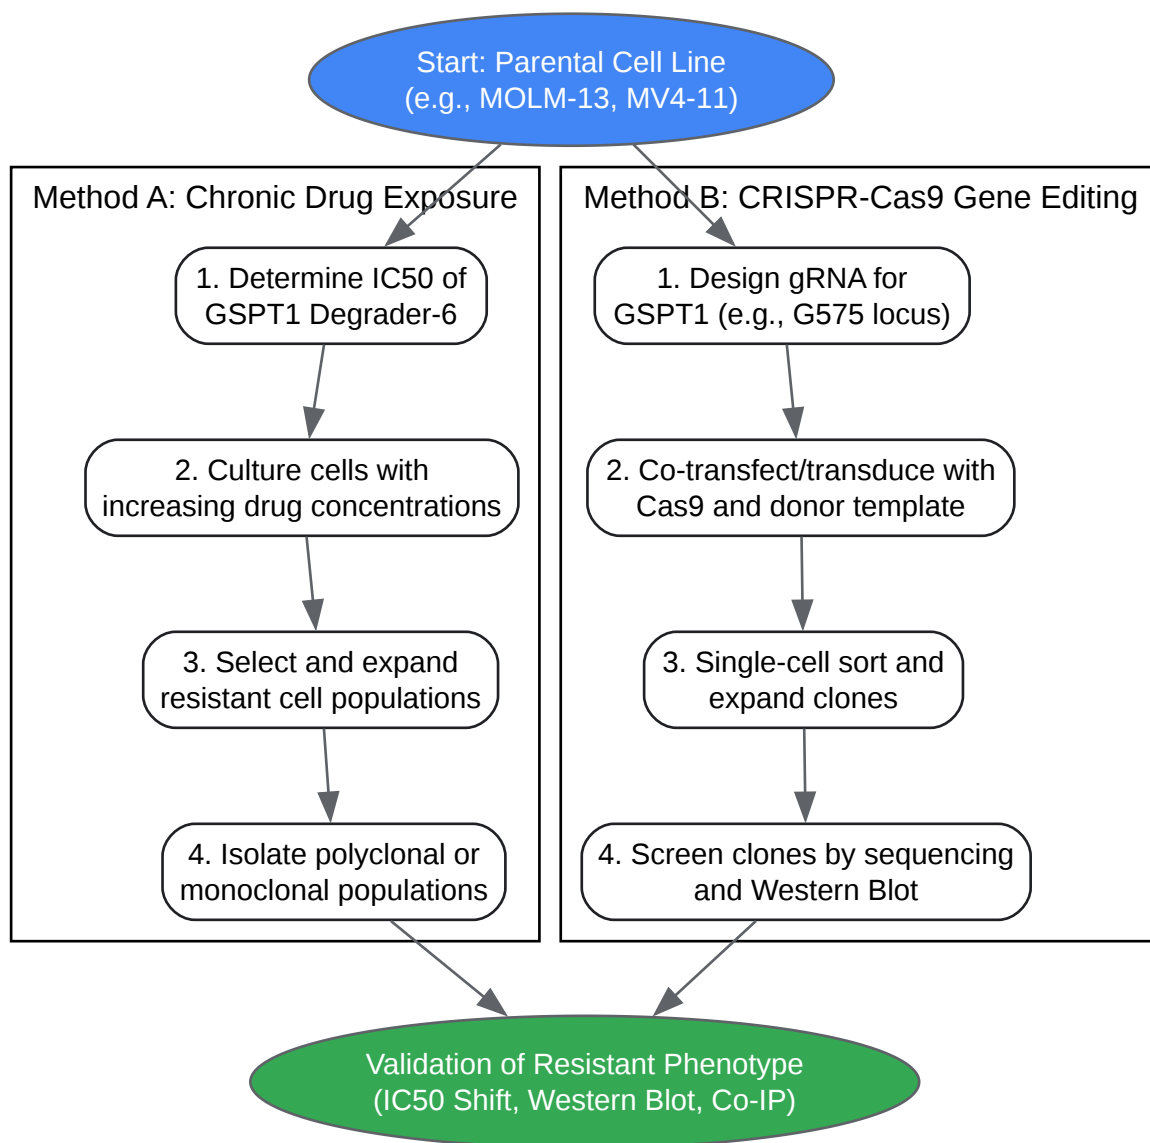 Start: Parental Cell Line
(e.g., MOLM-13, MV4-11)
Method A: Chronic Drug Exposure
1. Determine IC50 of
GSPT1 Degrader-6
2. Culture cells with
increasing drug concentrations
3. Select and expand
resistant cell populations
4. Isolate polyclonal or
monoclonal populations
Method B: CRISPR-Cas9 Gene Editing
1. Design gRNA for
GSPT1 (e.g., G575 locus)
2. Co-transfect/transduce with
Cas9 and donor template
3. Single-cell sort and
expand clones
4. Screen clones by sequencing
and Western Blot
Validation of Resistant Phenotype
(IC50 Shift, Western Blot, Co-IP)